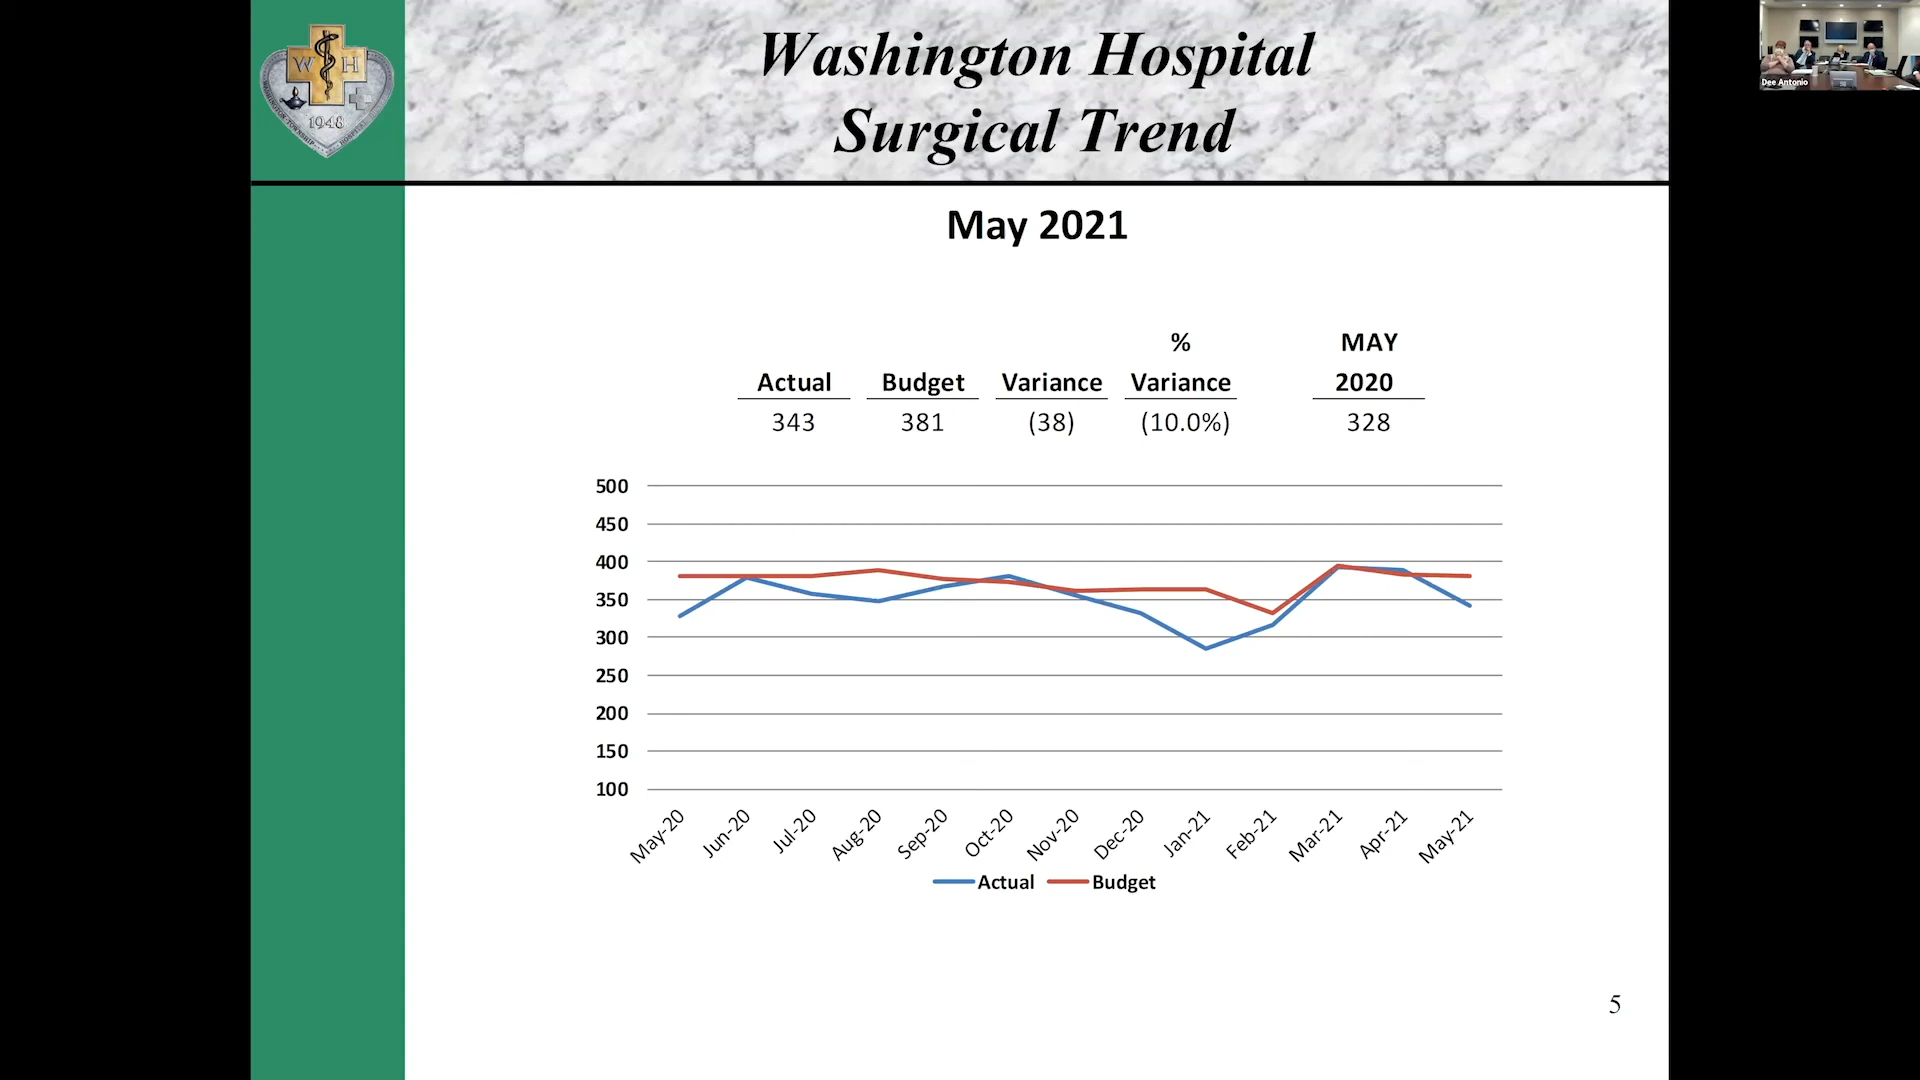 Washington Hospital
Surgical Trend
W H
1948
Dee Antonio
May 2021
% MAY
Actual Budget Variance Variance 2020
343 381 (38) (10.0%) 328
500
450
400
350
300
250
200
150
100
May-20 Jun-20 Jul-20 Aug-20 Sep-20 Oct-20 Nov-20 Dec-20 Jan-21 Feb-21 Mar-21 Apr-21 May-21
Actual Budget
5